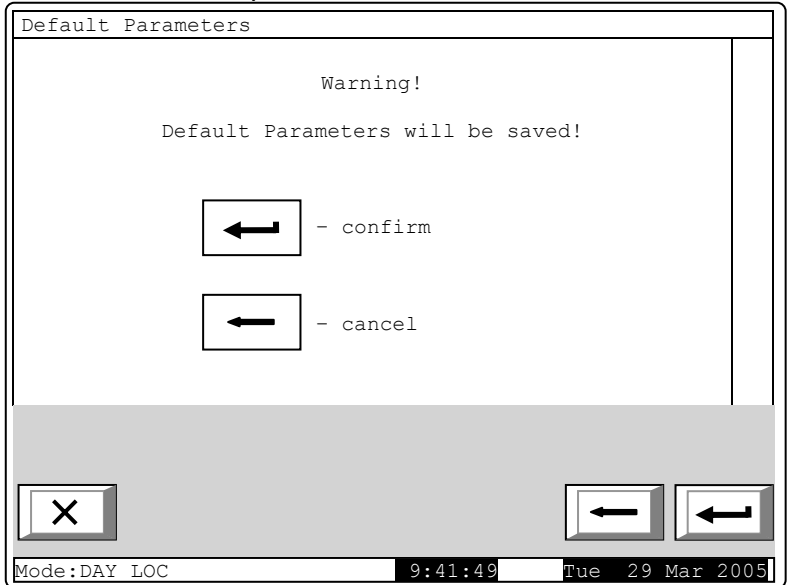 Default Parameters
Warning!
Default Parameters will be saved!
- confirm
- cancel
Mode:DAY LOC 9:41:49 Tue 29 Mar 2005